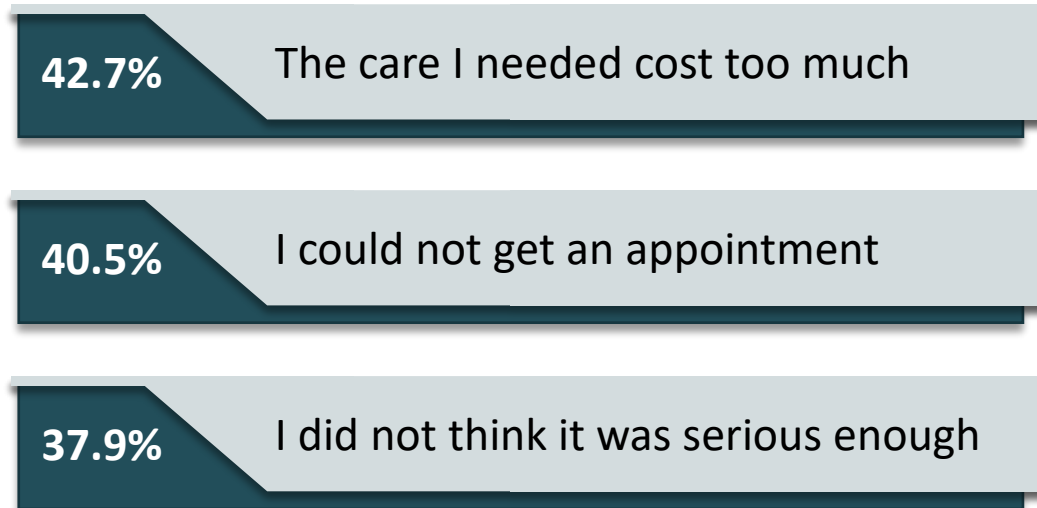 42.7%
The care I needed cost too much
40.5%
I could not get an appointment
37.9%
I did not think it was serious enough